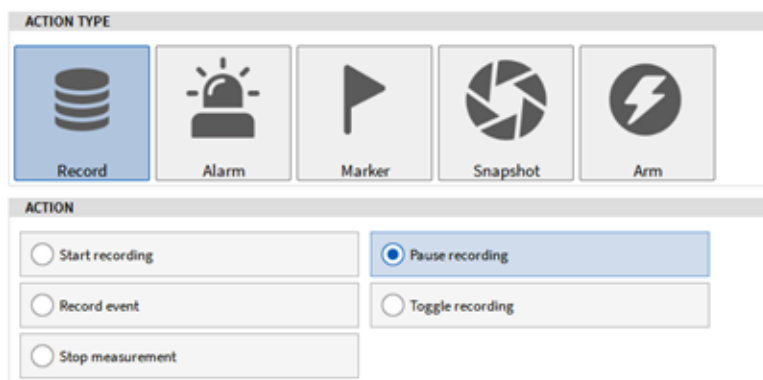 ACTION TYPE
Record Alarm Marker Snapshot Arm
ACTION
Start recording Pause recording
Record event Toggle recording
Stop measurement